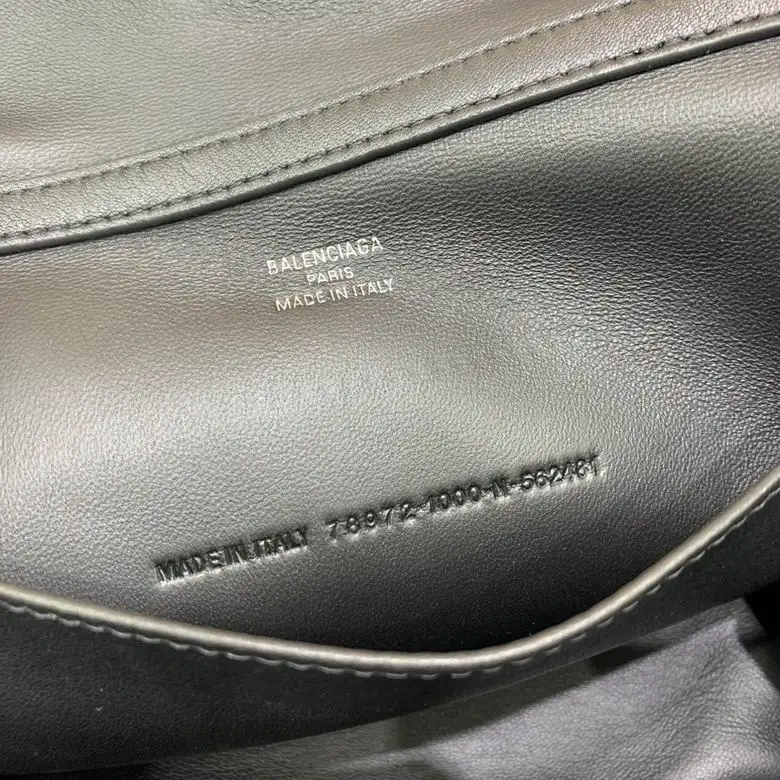 BALENCIAGA
PARIS
MADE IN ITALY
MADE IN ITALY 78972-1000-N-562481